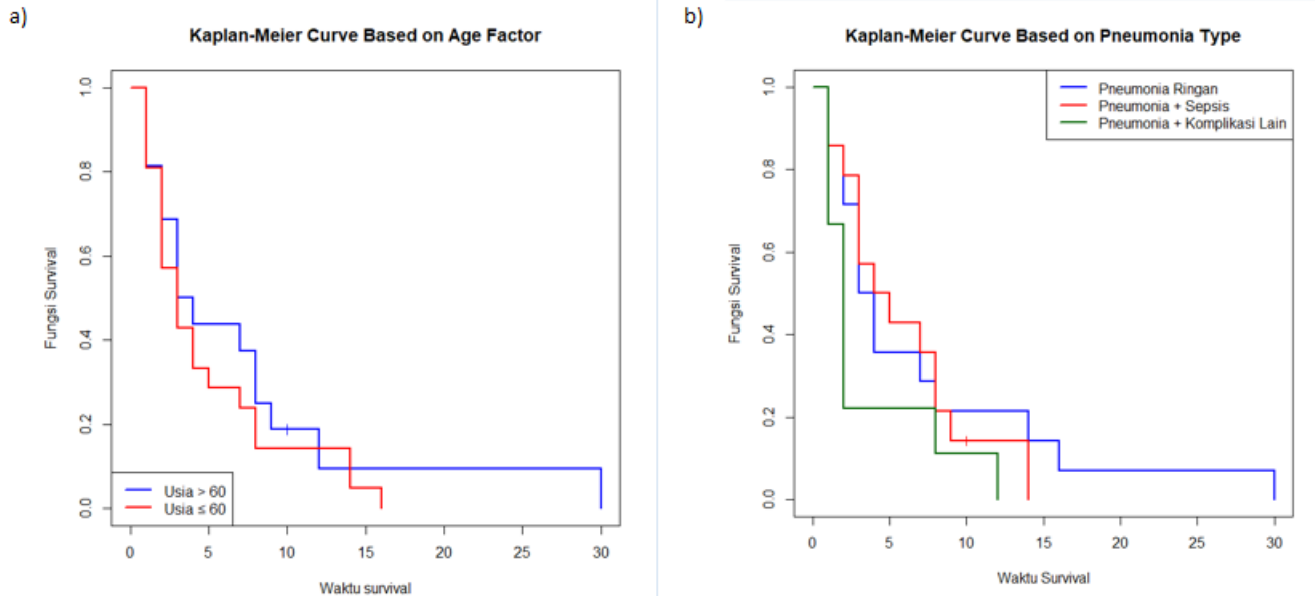 a)
Kaplan-Meier Curve Based on Age Factor
Fungsi Survival
1.0
0.8
0.6
0.4
0.2
0.0
Usia > 60
Usia ≤ 60
0 5 10 15 20 25 30
Waktu survival
b)
Kaplan-Meier Curve Based on Pneumonia Type
Fungsi Survival
1.0
0.8
0.6
0.4
0.2
0.0
Pneumonia Ringan
Pneumonia + Sepsis
Pneumonia + Komplikasi Lain
0 5 10 15 20 25 30
Waktu Survival